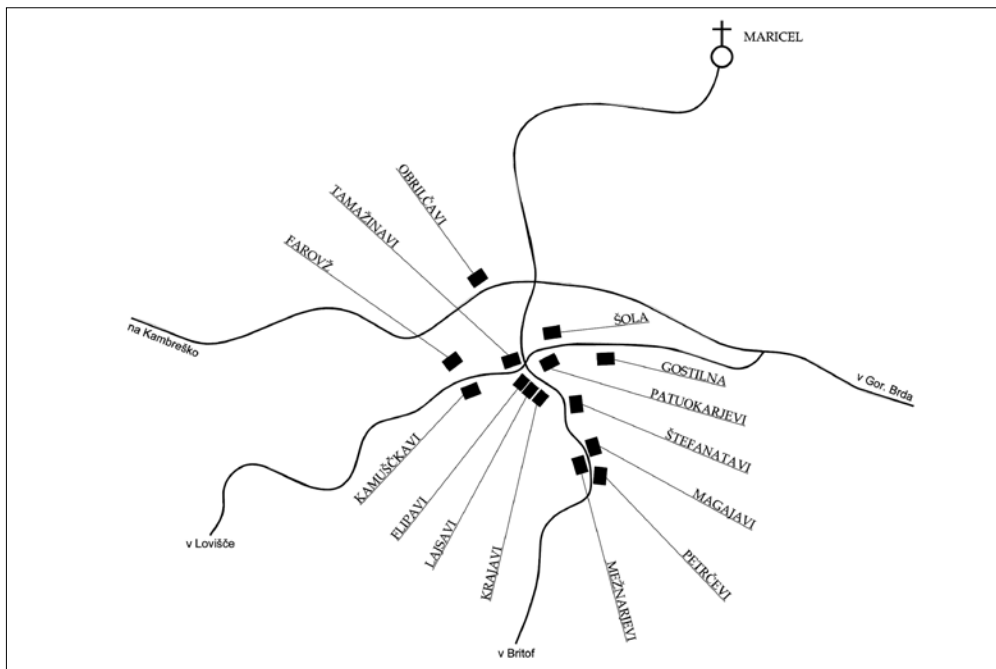 MARICEL
OBRILČAVI
TAMAŽINAVI
FAROVŽ
na Kambreško
ŠOLA
GOSTILNA
v Gor. Brda
PATUOKARJEVI
ŠTEFANATAVI
MAGAJAVI
PETRČEVI
MEŽNARJEVI
KRAJAVI
LAJSAVI
FLIPAVI
KAMUŠČKAVI
v Lovišče
v Britof